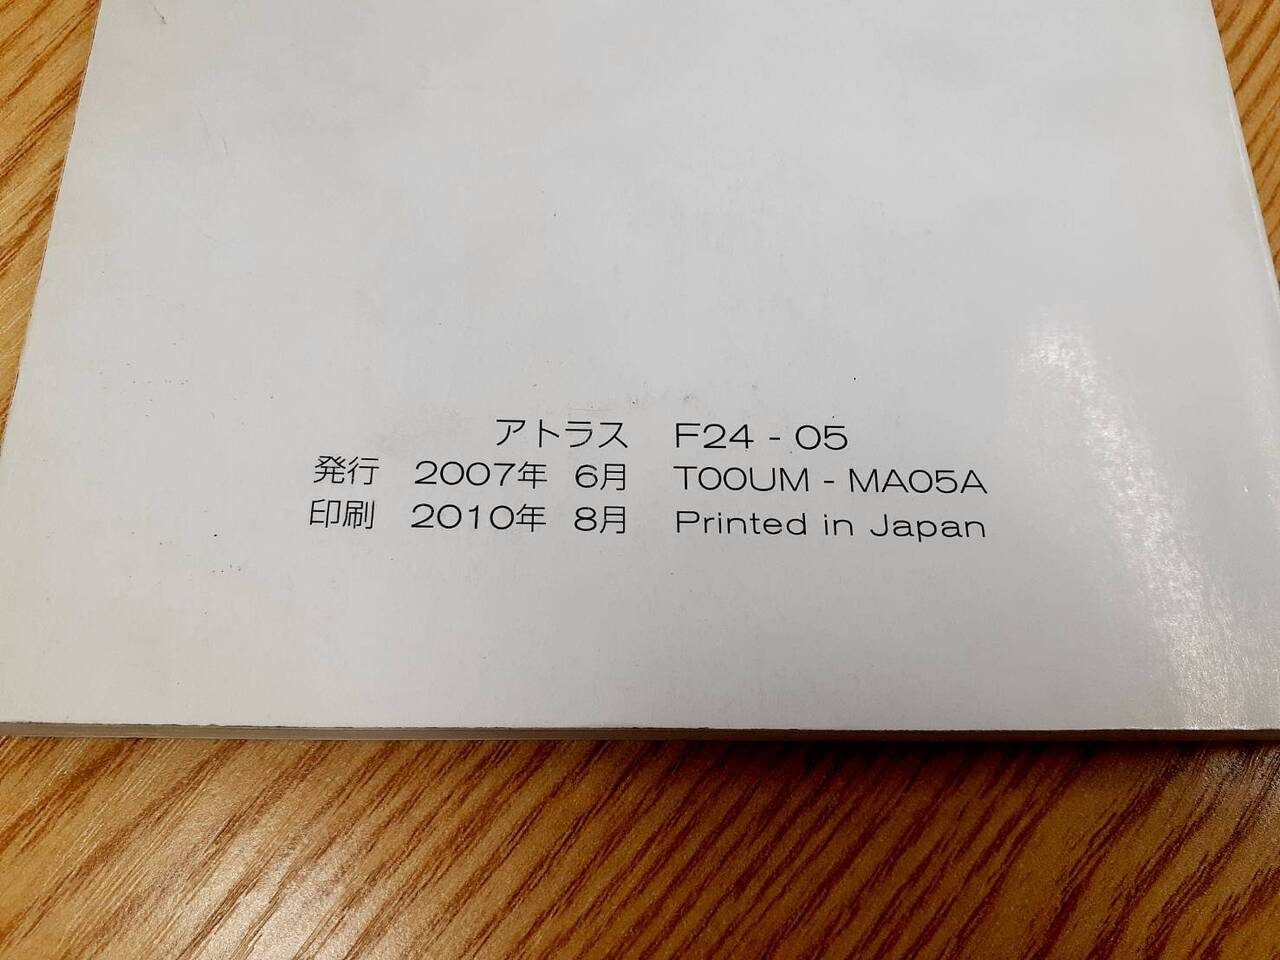 アトラス F24 - 05
発行 2007年 6月 T00UM - MA05A
印刷 2010年 8月 Printed in Japan